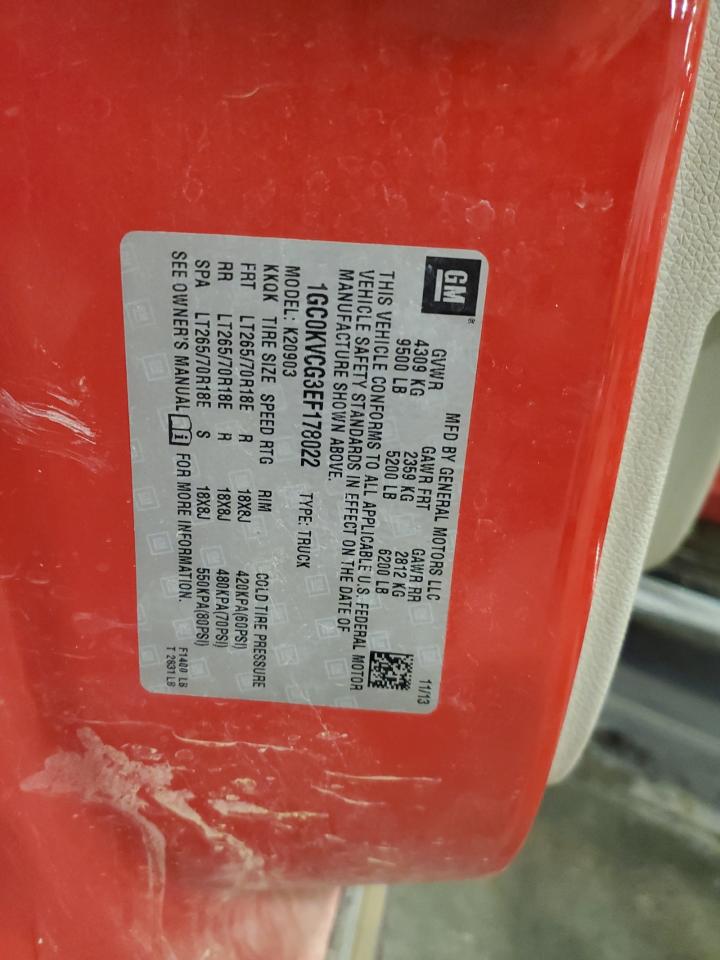 GM®
MFD BY GENERAL MOTORS LLC 11/13
GVWR GAWR FRT GAWR RR
4309 KG 2359 KG 2812 KG
9500 LB 5200 LB 6200 LB
THIS VEHICLE CONFORMS TO ALL APPLICABLE U.S. FEDERAL MOTOR
VEHICLE SAFETY STANDARDS IN EFFECT ON THE DATE OF
MANUFACTURE SHOWN ABOVE.
1GC0KVCG3EF178022 TYPE: TRUCK
MODEL: K20903
KKQK TIRE SIZE SPEED RTG RIM COLD TIRE PRESSURE
FRT LT265/70R18E R 18X8J 420KPA(60PSI)
RR LT265/70R18E R 18X8J 480KPA(70PSI)
SPA LT265/70R18E S 18X8J 550KPA(80PSI)
SEE OWNER'S MANUAL FOR MORE INFORMATION.
F1400 LB
T 2631 LB